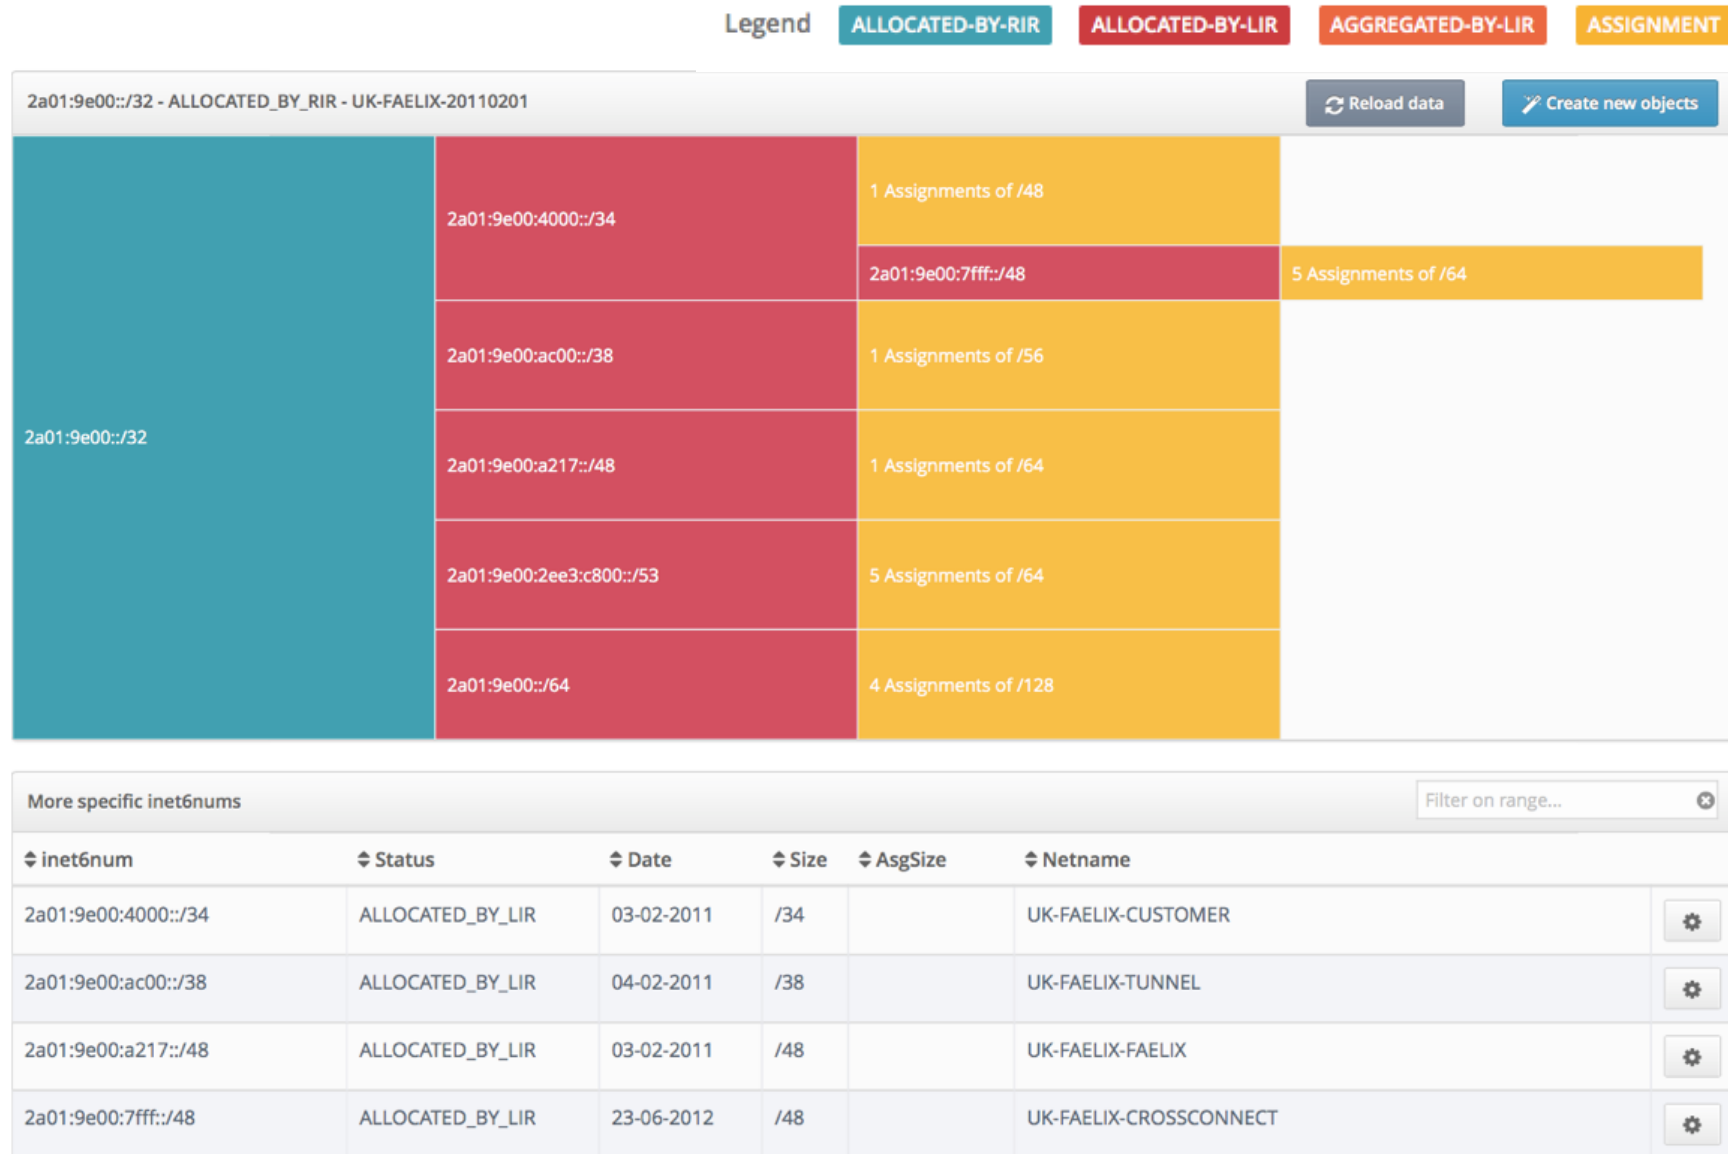 Legend ALLOCATED-BY-RIR ALLOCATED-BY-LIR AGGREGATED-BY-LIR ASSIGNMENT
2a01:9e00::/32 - ALLOCATED_BY_RIR - UK-FAELIX-20110201 Reload data Create new objects
2a01:9e00::/32
2a01:9e00:4000::/34
1 Assignments of /48
2a01:9e00:7fff::/48
5 Assignments of /64
2a01:9e00:ac00::/38
1 Assignments of /56
2a01:9e00:a217::/48
1 Assignments of /64
2a01:9e00:2ee3:c800::/53
5 Assignments of /64
2a01:9e00::/64
4 Assignments of /128
More specific inet6nums Filter on range...
inet6num Status Date Size AsgSize Netname
2a01:9e00:4000::/34 ALLOCATED_BY_LIR 03-02-2011 /34 UK-FAELIX-CUSTOMER
2a01:9e00:ac00::/38 ALLOCATED_BY_LIR 04-02-2011 /38 UK-FAELIX-TUNNEL
2a01:9e00:a217::/48 ALLOCATED_BY_LIR 03-02-2011 /48 UK-FAELIX-FAELIX
2a01:9e00:7fff::/48 ALLOCATED_BY_LIR 23-06-2012 /48 UK-FAELIX-CROSSCONNECT